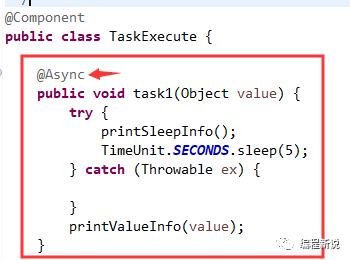 @Component
public class TaskExecute {
@Async
public void task1(Object value) {
try {
printSleepInfo();
TimeUnit.SECONDS.sleep(5);
} catch (Throwable ex) {
}
printValueInfo(value);
}
编程新说